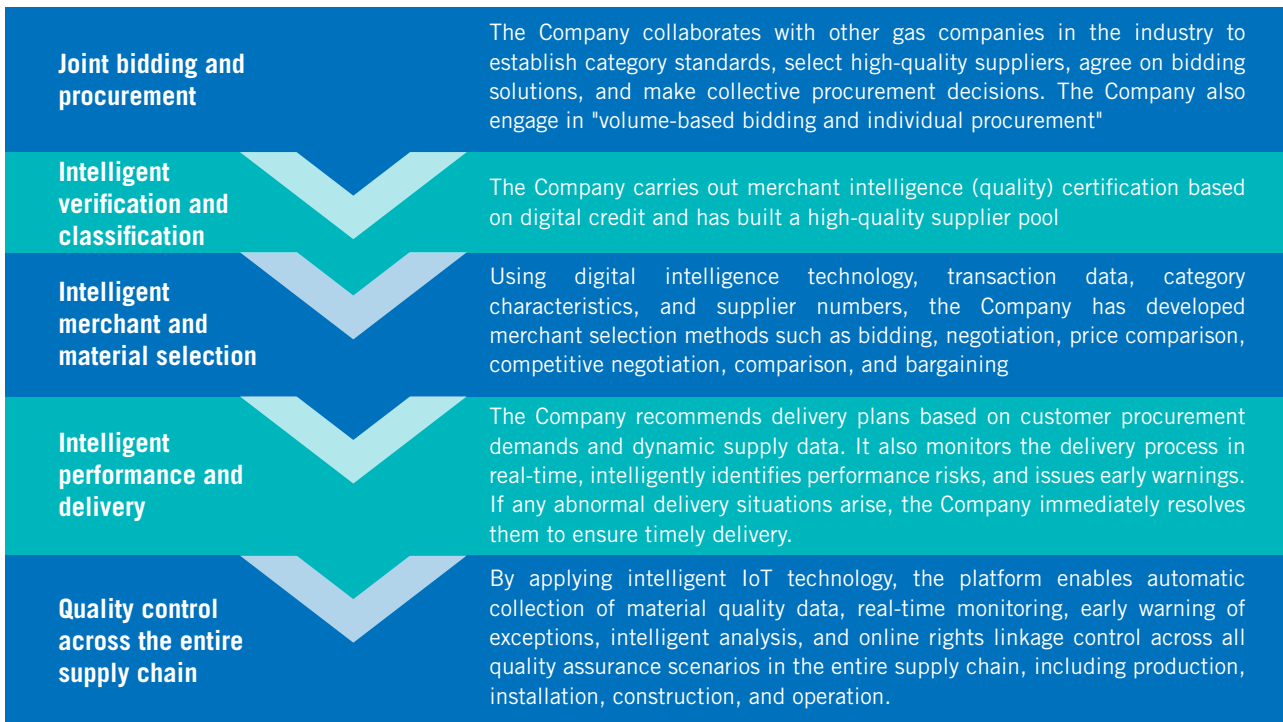 Joint bidding and
procurement
The Company collaborates with other gas companies in the industry to
establish category standards, select high-quality suppliers, agree on bidding
solutions, and make collective procurement decisions. The Company also
engage in "volume-based bidding and individual procurement"
Intelligent
verification and
classification
The Company carries out merchant intelligence (quality) certification based
on digital credit and has built a high-quality supplier pool
Intelligent
merchant and
material selection
Using digital intelligence technology, transaction data, category
characteristics, and supplier numbers, the Company has developed
merchant selection methods such as bidding, negotiation, price comparison,
competitive negotiation, comparison, and bargaining
Intelligent
performance and
delivery
The Company recommends delivery plans based on customer procurement
demands and dynamic supply data. It also monitors the delivery process in
real-time, intelligently identifies performance risks, and issues early warnings.
If any abnormal delivery situations arise, the Company immediately resolves
them to ensure timely delivery.
Quality control
across the entire
supply chain
By applying intelligent IoT technology, the platform enables automatic
collection of material quality data, real-time monitoring, early warning of
exceptions, intelligent analysis, and online rights linkage control across all
quality assurance scenarios in the entire supply chain, including production,
installation, construction, and operation.